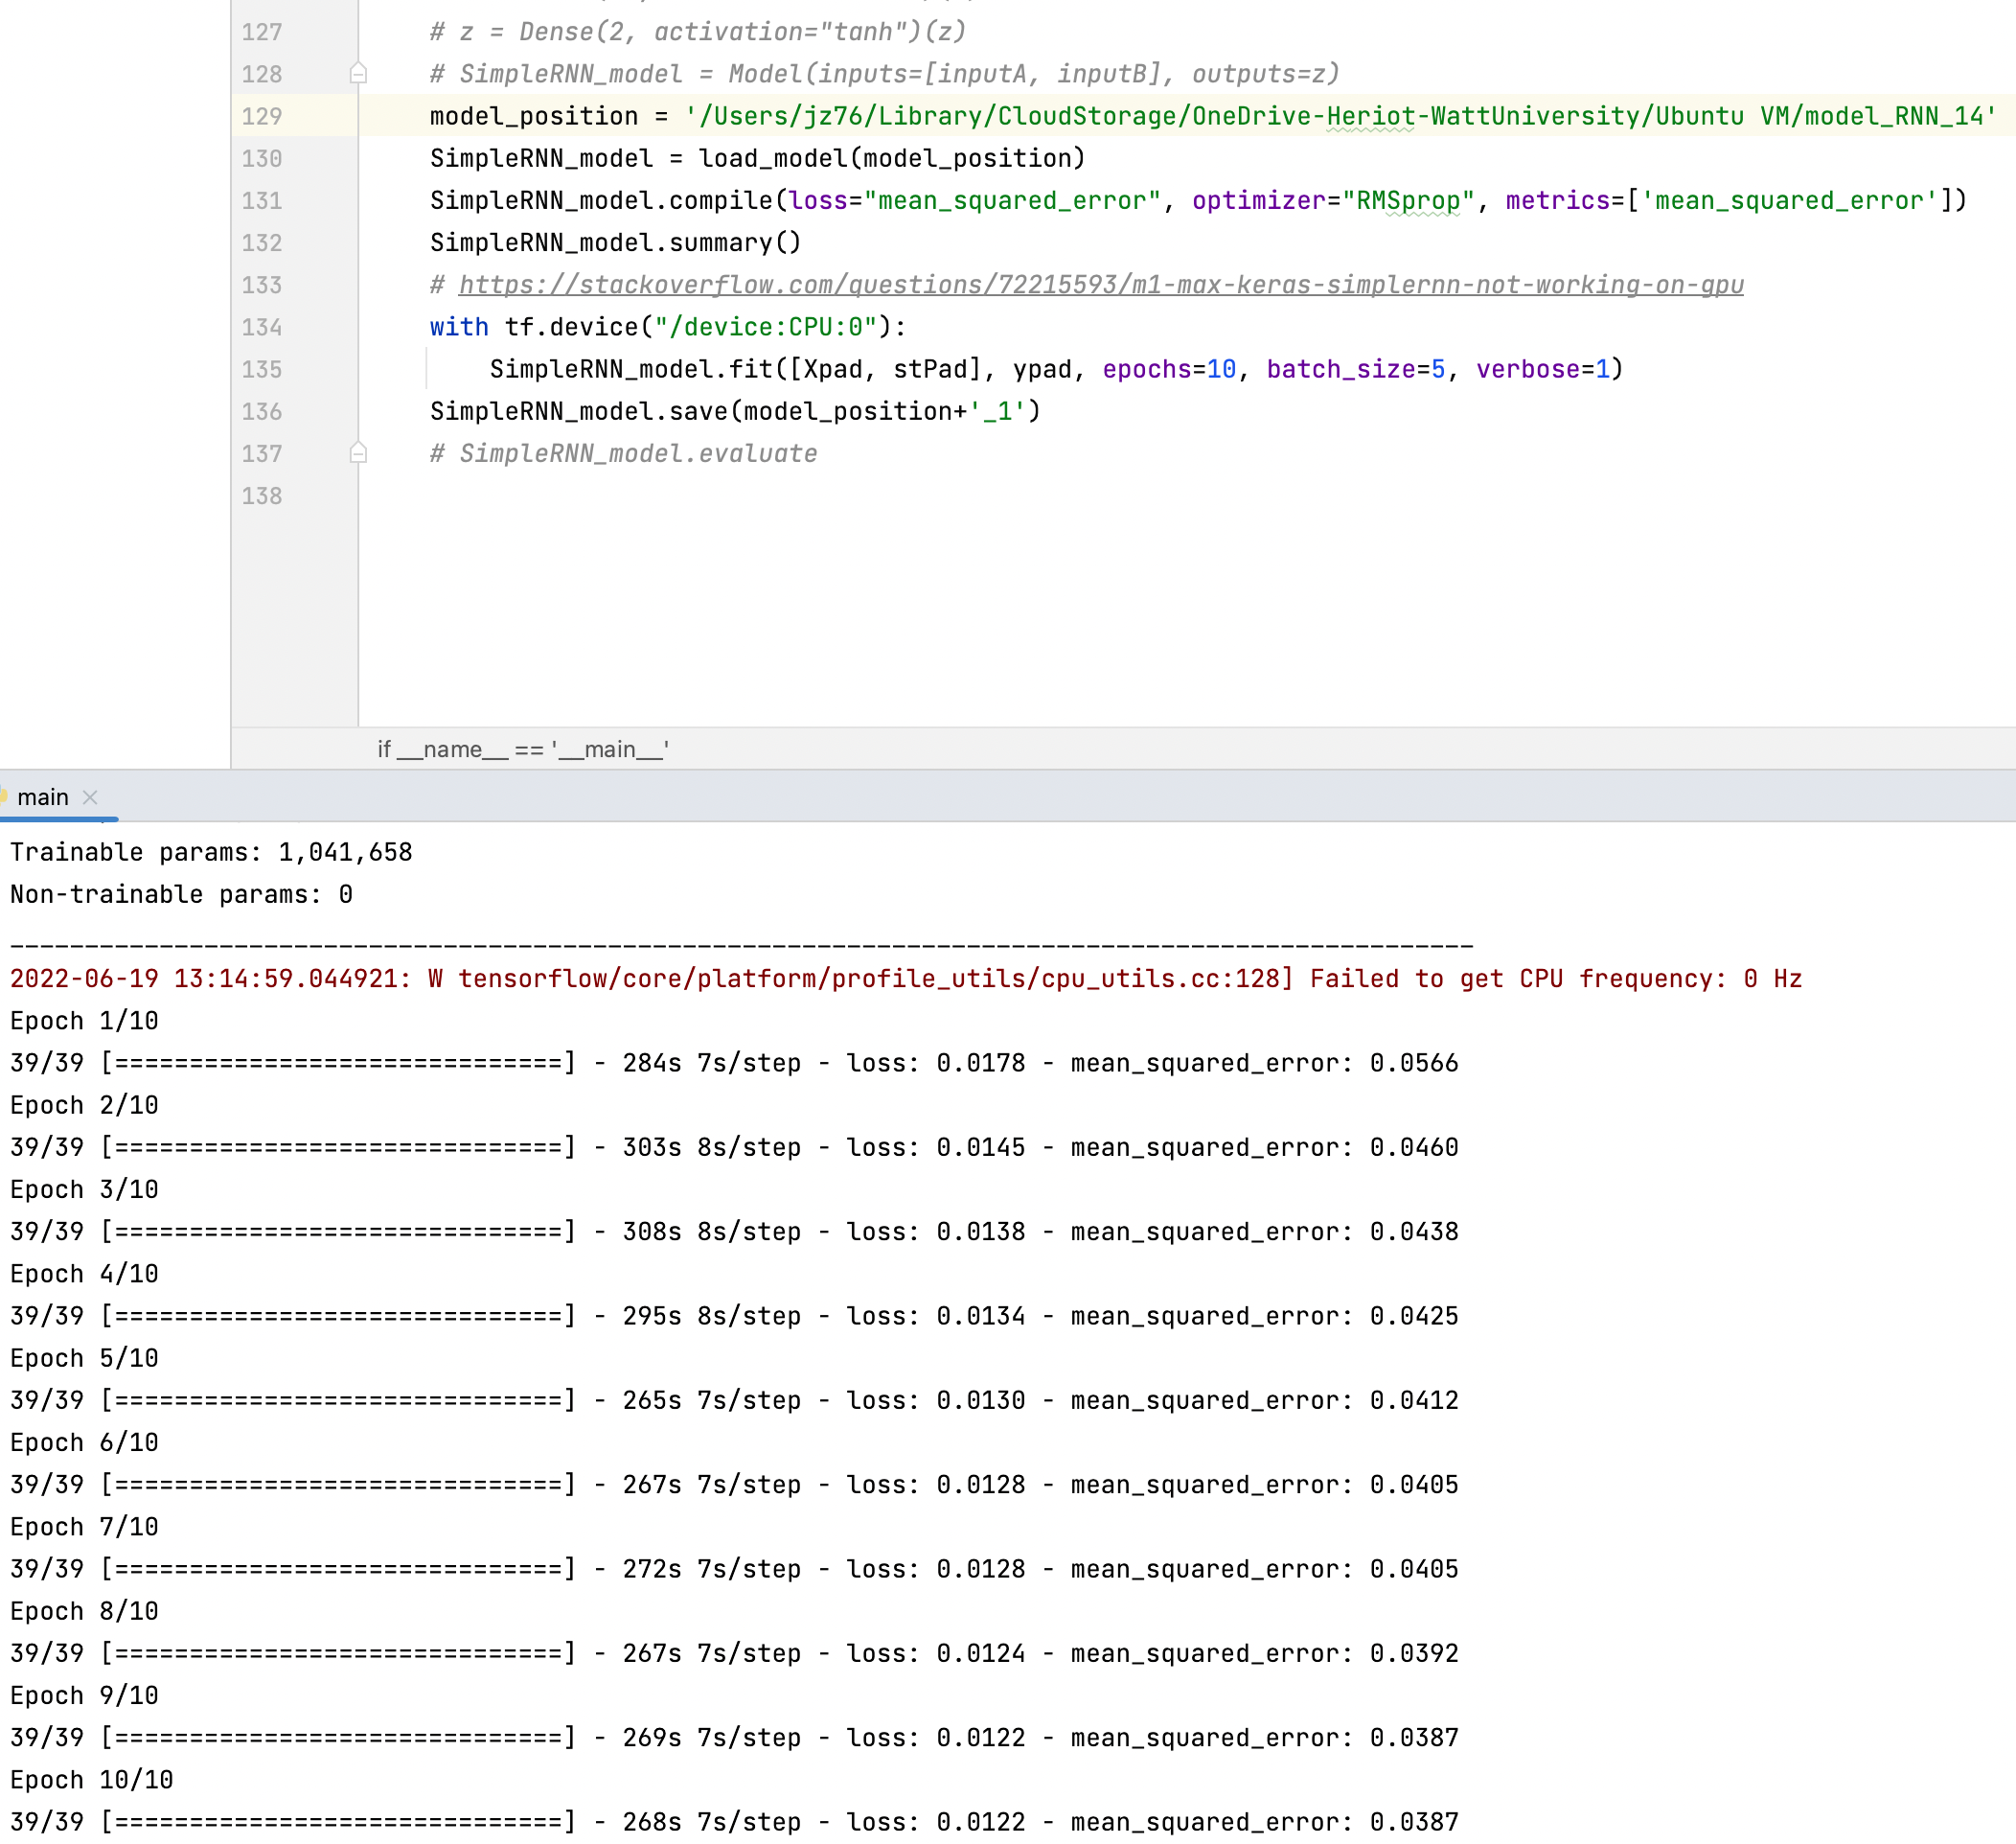 127 # z = Dense(2, activation="tanh")(z)
128 # SimpleRNN_model = Model(inputs=[inputA, inputB], outputs=z)
129 model_position = '/Users/jz76/Library/CloudStorage/OneDrive-Heriot-WattUniversity/Ubuntu VM/model_RNN_14'
130 SimpleRNN_model = load_model(model_position)
131 SimpleRNN_model.compile(loss="mean_squared_error", optimizer="RMSprop", metrics=['mean_squared_error'])
132 SimpleRNN_model.summary()
133 # https://stackoverflow.com/questions/72215593/m1-max-keras-simplernn-not-working-on-gpu
134 with tf.device("/device:CPU:0"):
135 SimpleRNN_model.fit([Xpad, stPad], ypad, epochs=10, batch_size=5, verbose=1)
136 SimpleRNN_model.save(model_position+'_1')
137 # SimpleRNN_model.evaluate
138
if __name__ == '__main__'
main
Trainable params: 1,041,658
Non-trainable params: 0
__________________________________________________________________________________________________
2022-06-19 13:14:59.044921: W tensorflow/core/platform/profile_utils/cpu_utils.cc:128] Failed to get CPU frequency: 0 Hz
Epoch 1/10
39/39 [==============================] - 284s 7s/step - loss: 0.0178 - mean_squared_error: 0.0566
Epoch 2/10
39/39 [==============================] - 303s 8s/step - loss: 0.0145 - mean_squared_error: 0.0460
Epoch 3/10
39/39 [==============================] - 308s 8s/step - loss: 0.0138 - mean_squared_error: 0.0438
Epoch 4/10
39/39 [==============================] - 295s 8s/step - loss: 0.0134 - mean_squared_error: 0.0425
Epoch 5/10
39/39 [==============================] - 265s 7s/step - loss: 0.0130 - mean_squared_error: 0.0412
Epoch 6/10
39/39 [==============================] - 267s 7s/step - loss: 0.0128 - mean_squared_error: 0.0405
Epoch 7/10
39/39 [==============================] - 272s 7s/step - loss: 0.0128 - mean_squared_error: 0.0405
Epoch 8/10
39/39 [==============================] - 267s 7s/step - loss: 0.0124 - mean_squared_error: 0.0392
Epoch 9/10
39/39 [==============================] - 269s 7s/step - loss: 0.0122 - mean_squared_error: 0.0387
Epoch 10/10
39/39 [==============================] - 268s 7s/step - loss: 0.0122 - mean_squared_error: 0.0387